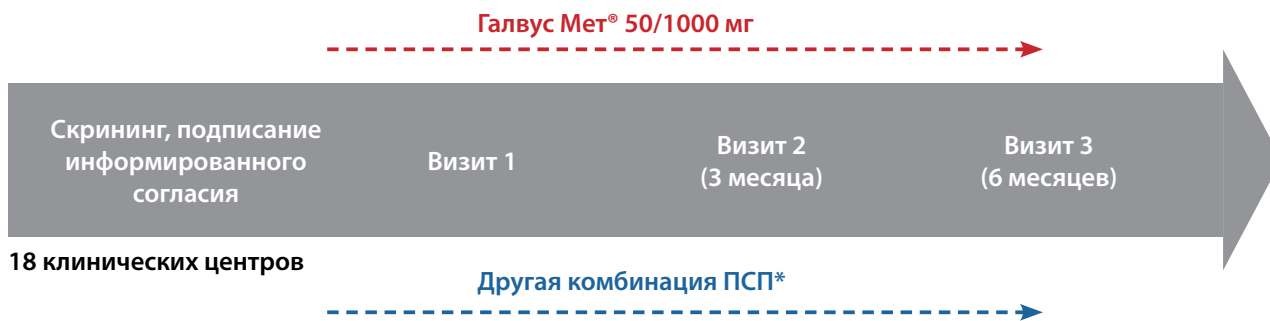 Галвус Мет® 50/1000 мг
Скрининг, подписание
информированного
согласия
Визит 1
Визит 2
(3 месяца)
Визит 3
(6 месяцев)
18 клинических центров
Другая комбинация ПСП*